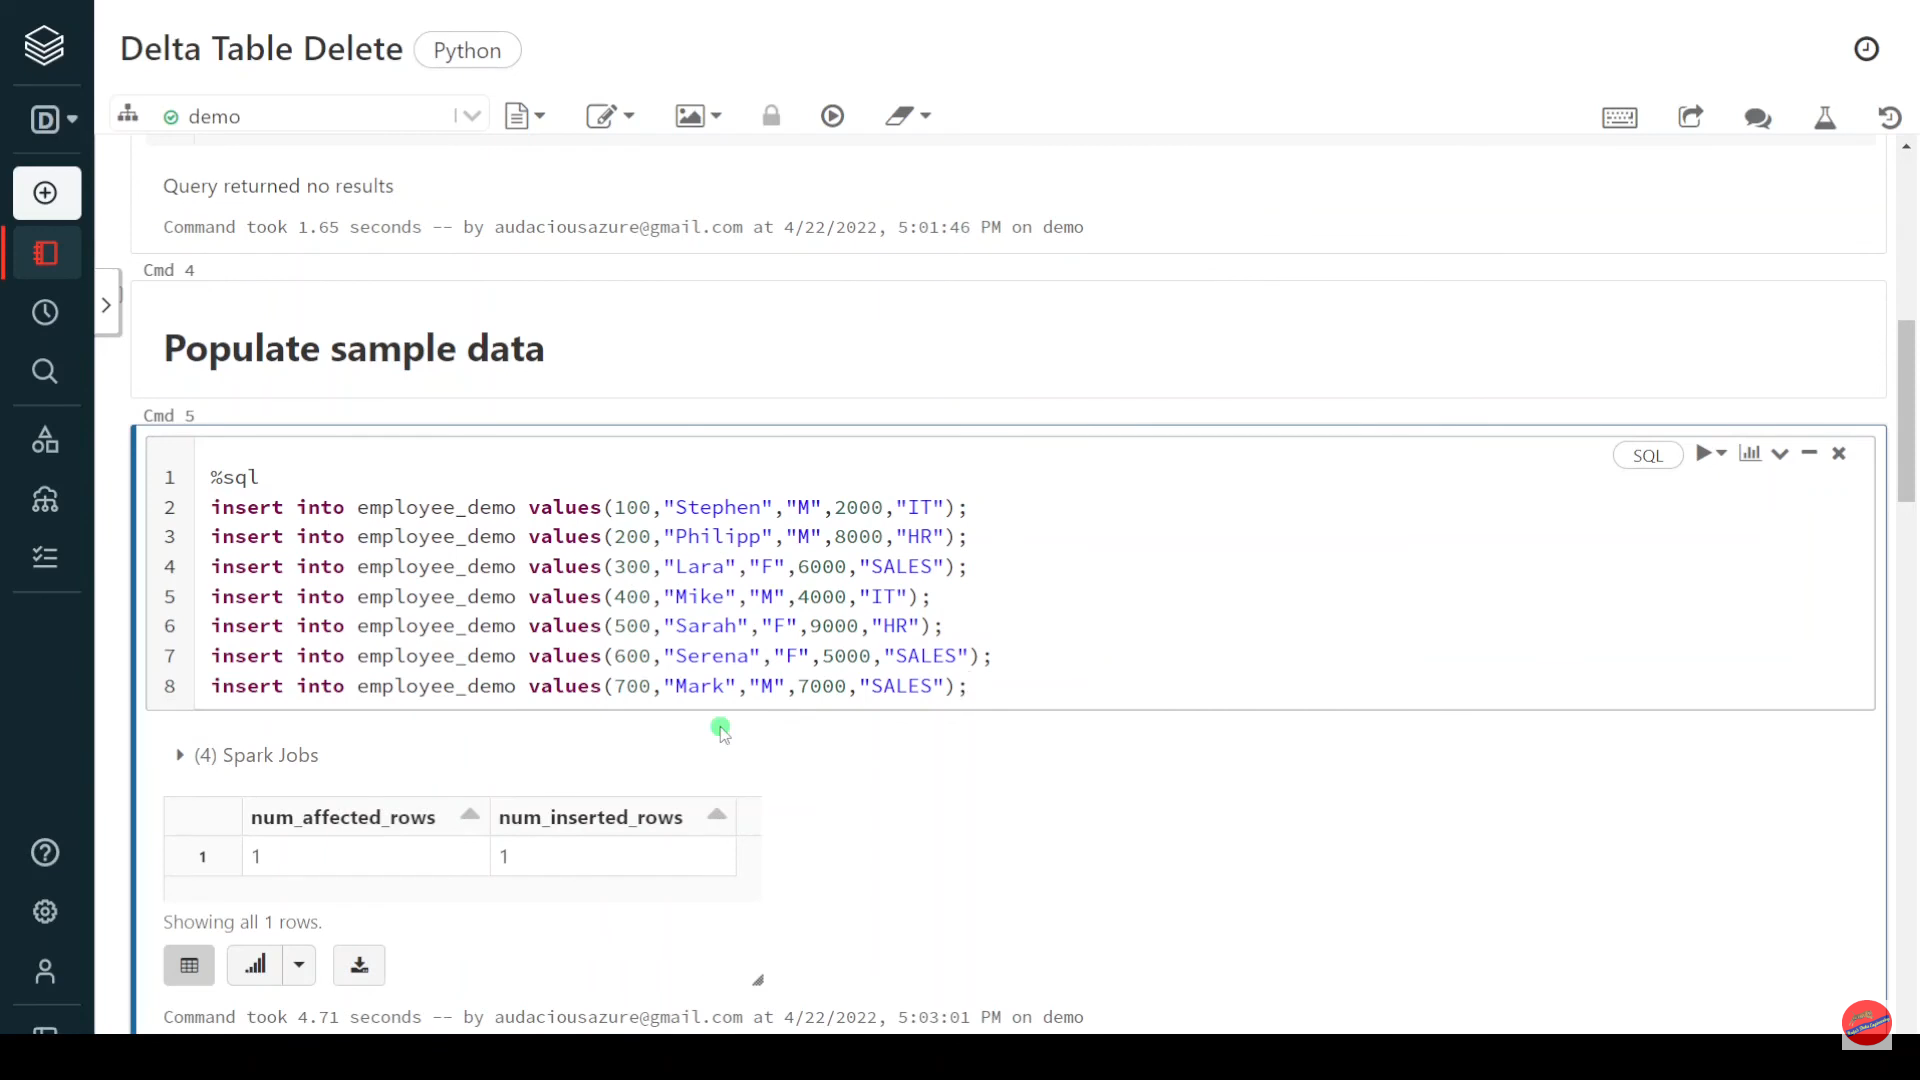 Delta Table Delete
Python
demo
Query returned no results
Command took 1.65 seconds -- by audaciousazure@gmail.com at 4/22/2022, 5:01:46 PM on demo
Cmd 4
Populate sample data
Cmd 5
SQL
1 %sql
2 insert into employee_demo values(100,"Stephen","M",2000,"IT");
3 insert into employee_demo values(200,"Philipp","M",8000,"HR");
4 insert into employee_demo values(300,"Lara","F",6000,"SALES");
5 insert into employee_demo values(400,"Mike","M",4000,"IT");
6 insert into employee_demo values(500,"Sarah","F",9000,"HR");
7 insert into employee_demo values(600,"Serena","F",5000,"SALES");
8 insert into employee_demo values(700,"Mark","M",7000,"SALES");
(4) Spark Jobs
num_affected_rows num_inserted_rows
1 1 1
Showing all 1 rows.
Command took 4.71 seconds -- by audaciousazure@gmail.com at 4/22/2022, 5:03:01 PM on demo